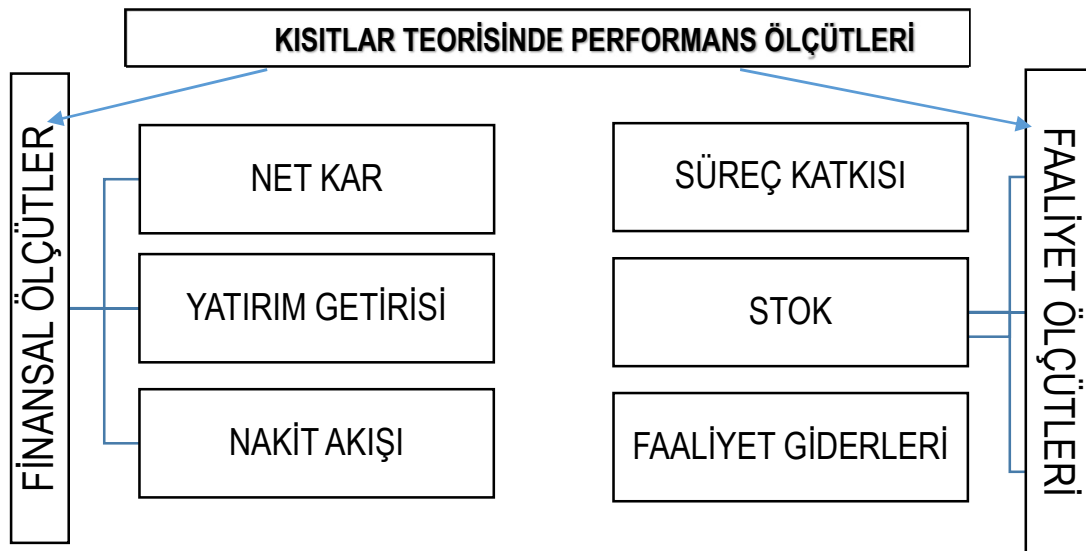 KISITLAR TEORİSİNDE PERFORMANS ÖLÇÜTLERİ
FİNANSAL ÖLÇÜTLER
NET KAR
YATIRIM GETİRİSİ
NAKİT AKIŞI
SÜREÇ KATKISI
STOK
FAALİYET GİDERLERİ
FAALİYET ÖLÇÜTLERİ